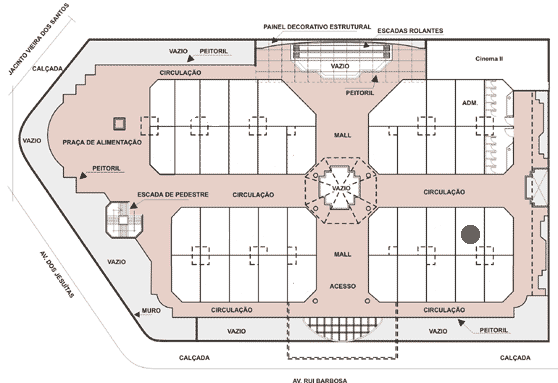 PAINEL DECORATIVO ESTRUTURAL
ESCADAS ROLANTES
JACINTO VIEIRA DOS SANTOS
CALÇADA
VAZIO
PEITORIL
VAZIO
Cinema II
CIRCULAÇÃO
PEITORIL
ADM.
VAZIO
PRAÇA DE ALIMENTAÇÃO
MALL
PEITORIL
ESCADA DE PEDESTRE
CIRCULAÇÃO
VAZIO
CIRCULAÇÃO
AV. DOS JESUÍTAS
VAZIO
MALL
ACESSO
MURO
CIRCULAÇÃO
CIRCULAÇÃO
VAZIO
VAZIO
PEITORIL
CALÇADA
CALÇADA
AV. RUI BARBOSA